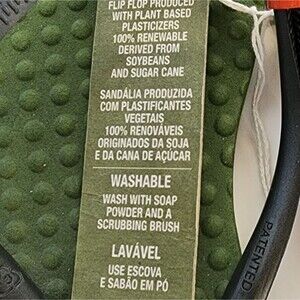 FLIP FLOP PRODUCED
WITH PLANT BASED
PLASTICIZERS
100% RENEWABLE
DERIVED FROM
SOYBEANS
AND SUGAR CANE
SANDÁLIA PRODUZIDA
COM PLASTIFICANTES
VEGETAIS
100% RENOVÁVEIS
ORIGINADOS DA SOJA
E DA CANA DE AÇÚCAR
WASHABLE
WASH WITH SOAP
POWDER AND A
SCRUBBING BRUSH
LAVÁVEL
USE ESCOVA
E SABÃO EM PÓ
PATENTED